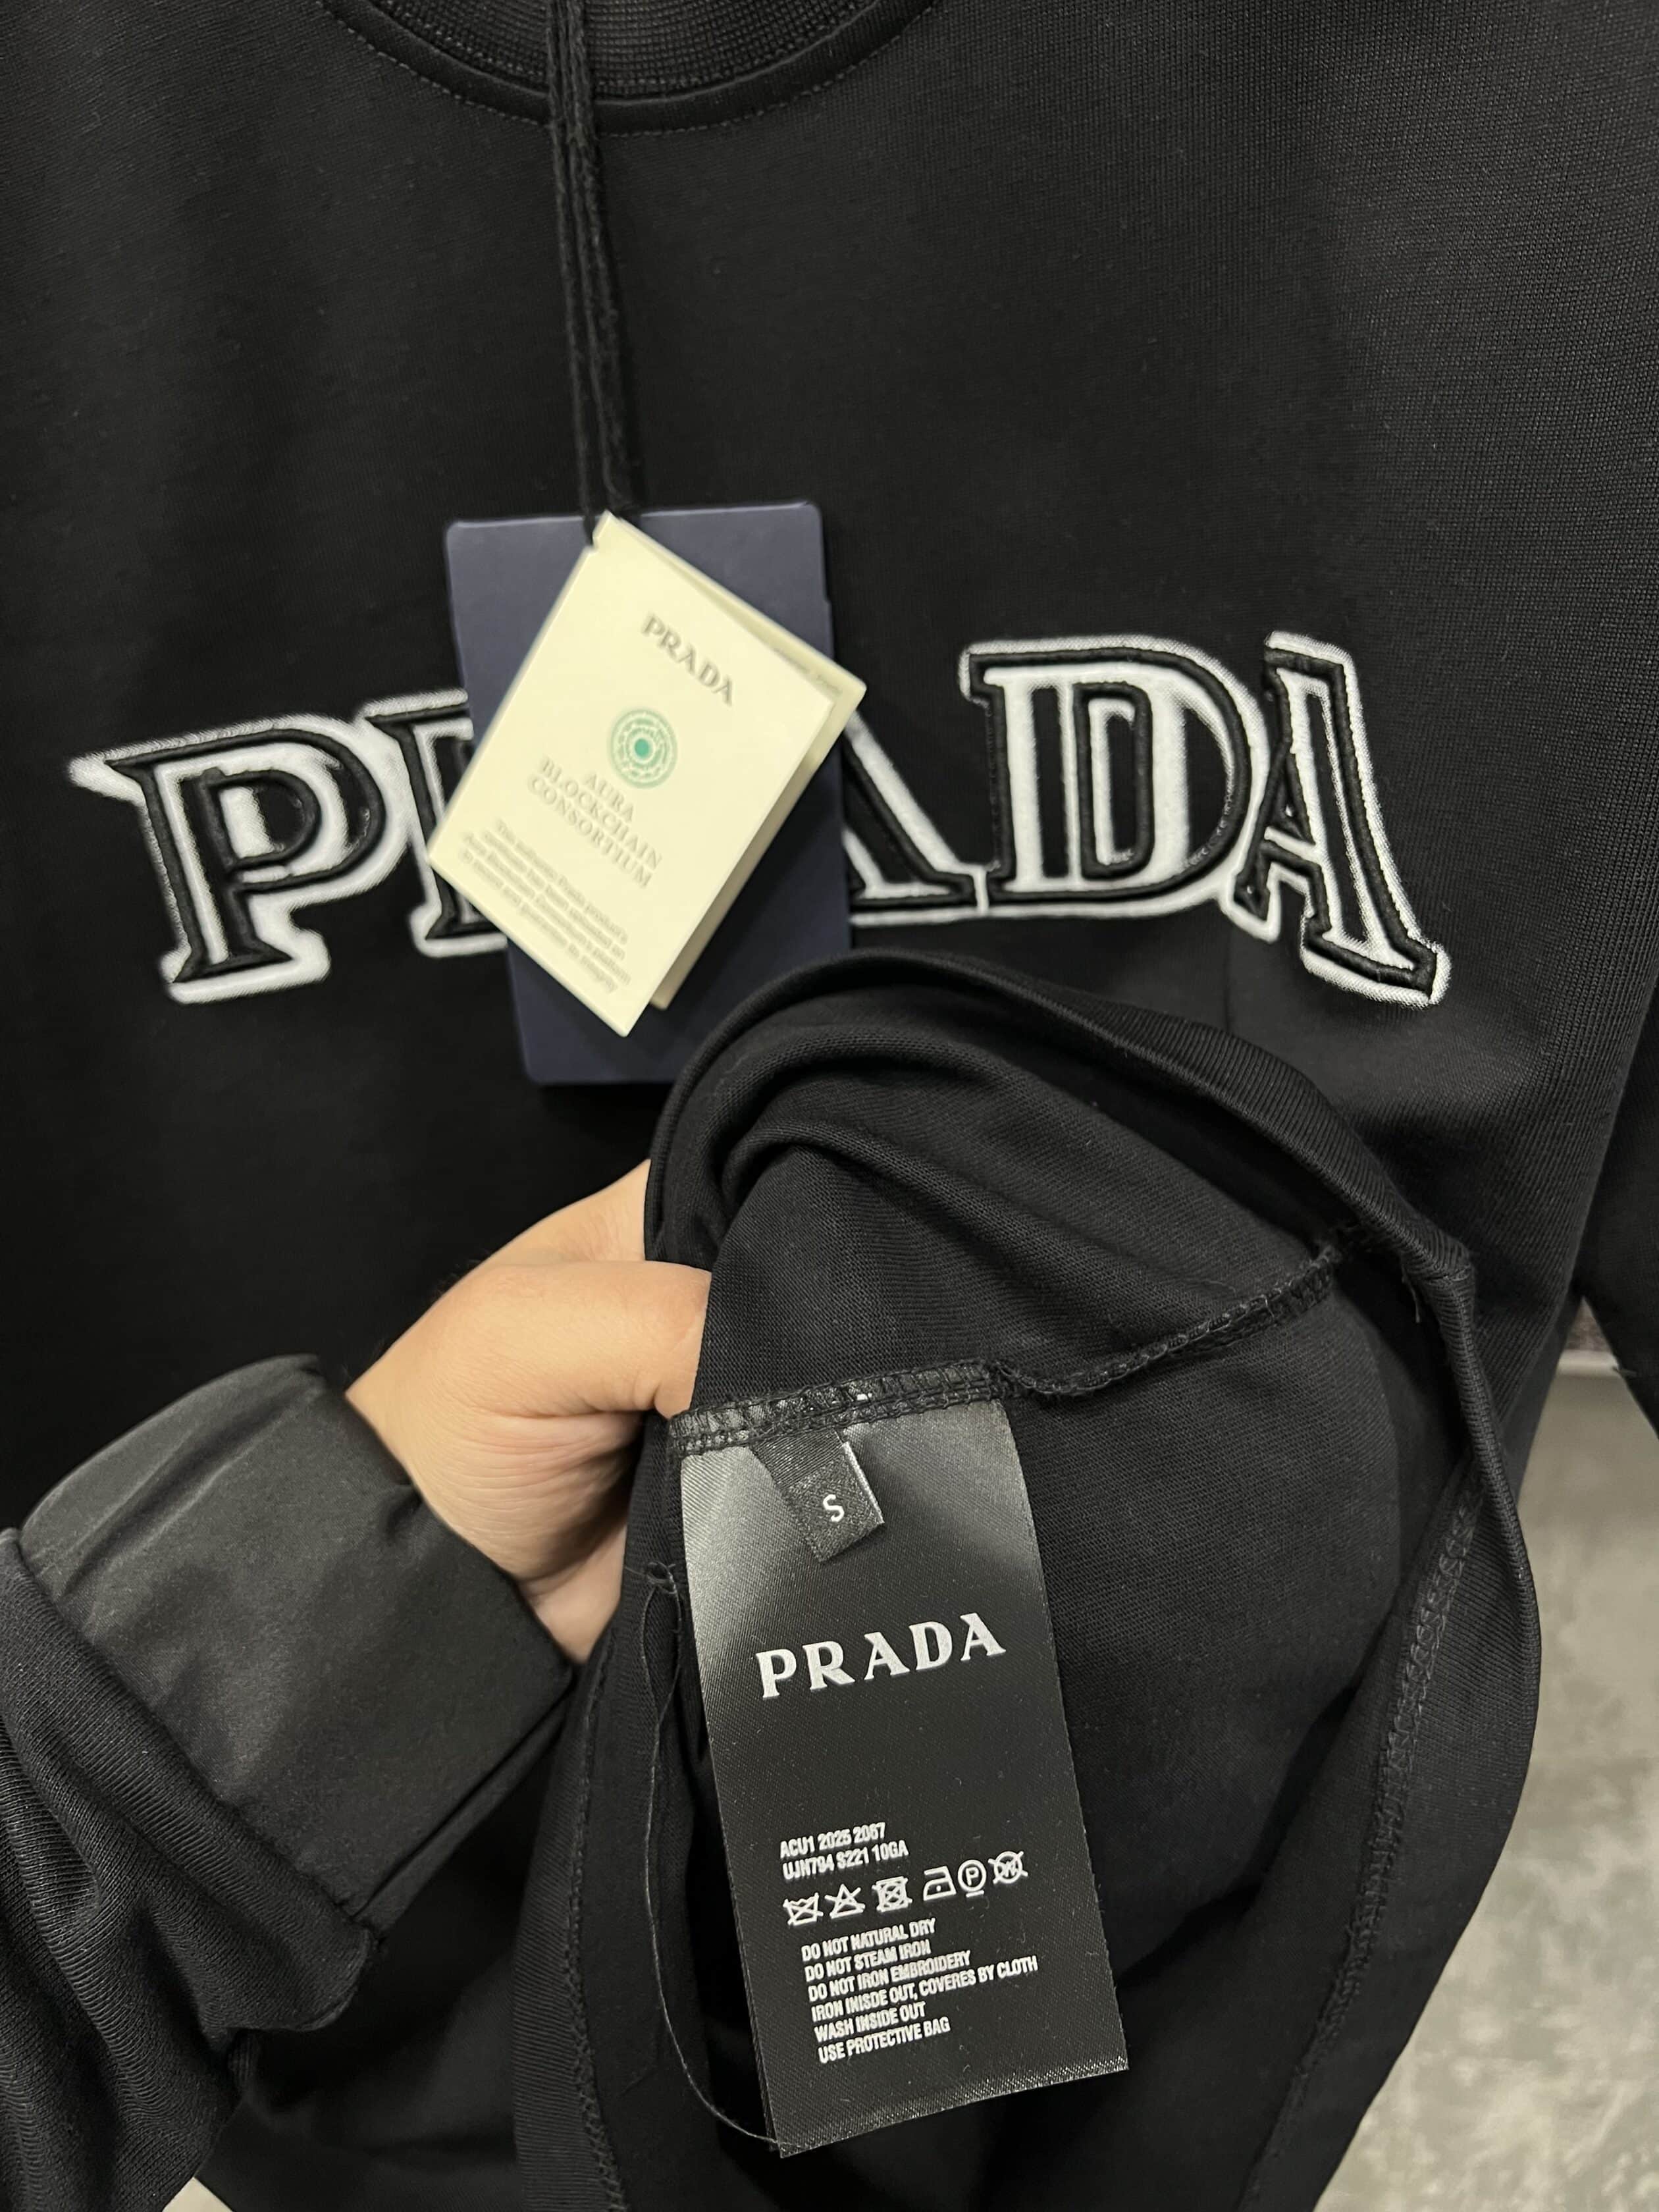 PRADA
AURA
BLOCKCHAIN
CONSORTIUM
P ADA
S
PRADA
ACU1 2025 2067
UJN794 S221 10GA
DO NOT NATURAL DRY
DO NOT STEAM IRON
DO NOT IRON EMBROIDERY
IRON INISDE OUT, COVERES BY CLOTH
WASH INSIDE OUT
USE PROTECTIVE BAG